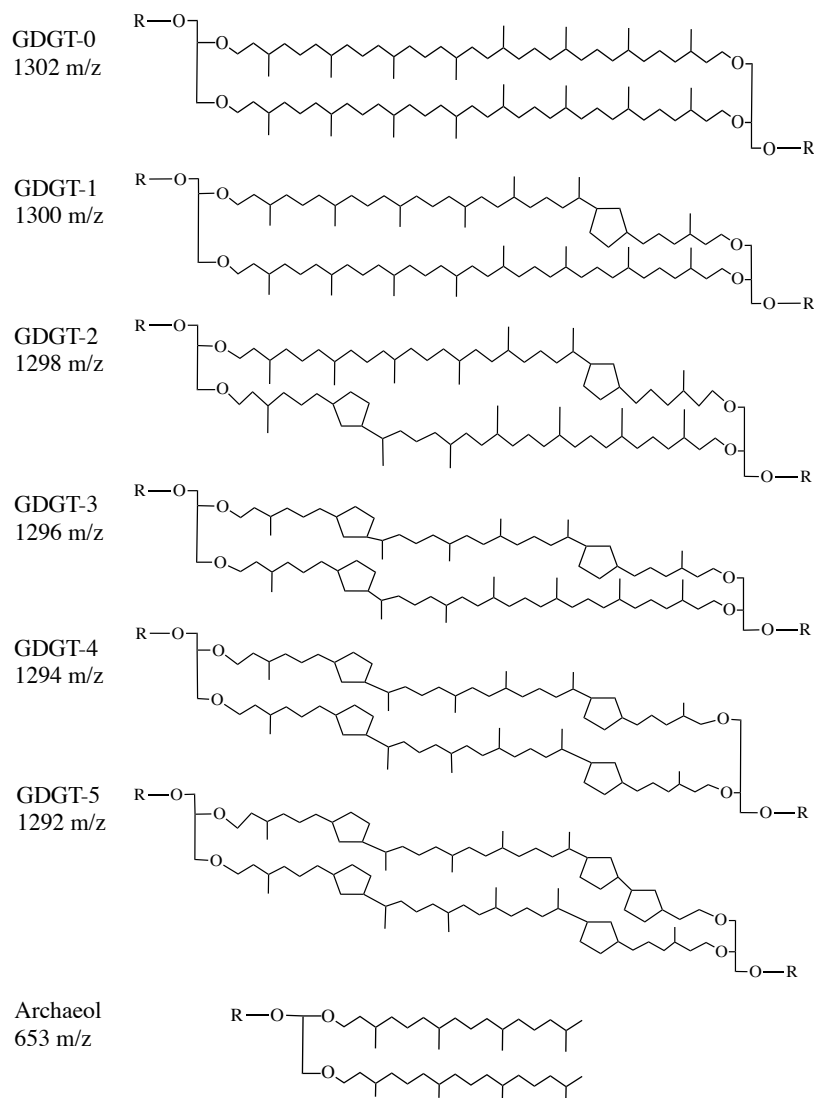 R—O
GDGT-0
O O
1302 m/z
O O
O—R
GDGT-1
R—O
1300 m/z
O O
O O
O—R
R—O
GDGT-2
O
1298 m/z
O O
O
O—R
R—O
GDGT-3
O
1296 m/z
O O
O
O—R
R—O
GDGT-4
O
1294 m/z
O O
O
O—R
GDGT-5
R—O
1292 m/z
O
O
O
O
O—R
Archaeol
R—O O
653 m/z
O